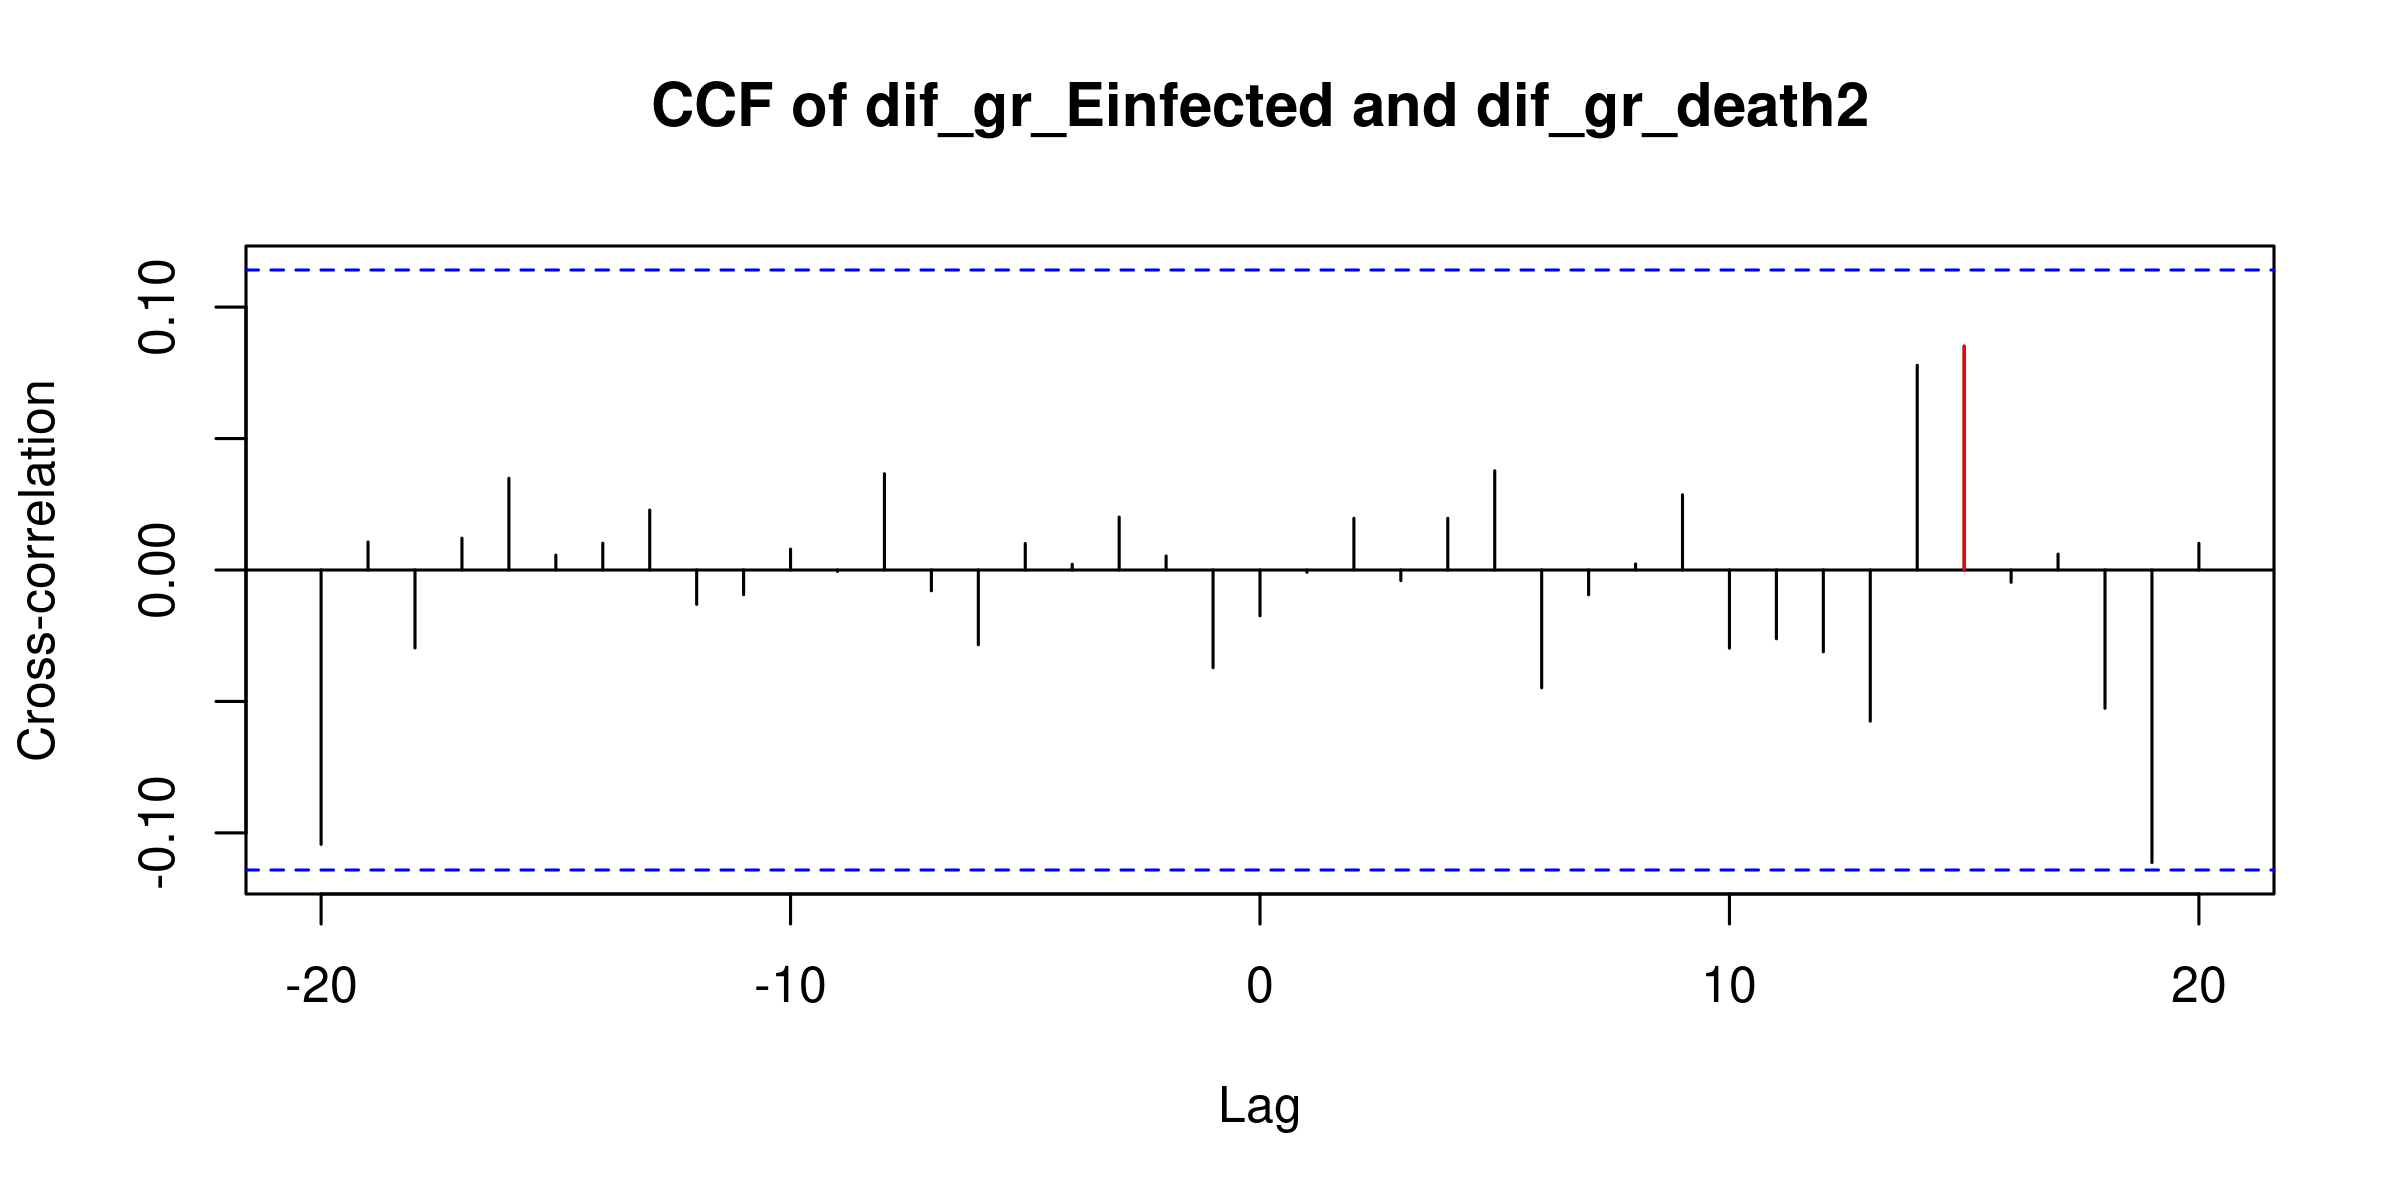 CCF of dif_gr_Einfected and dif_gr_death2
Cross-correlation
0.10
0.00
-0.10
-20 -10 0 10 20
Lag